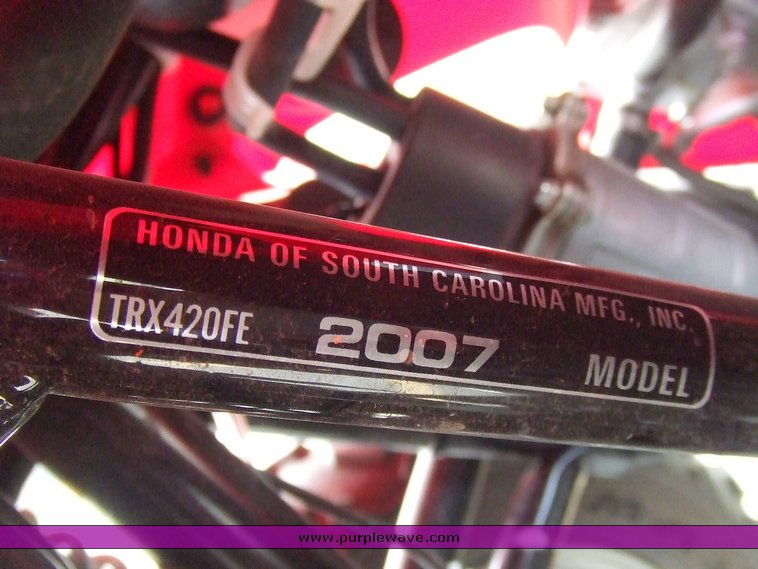 HONDA OF SOUTH CAROLINA MFG., INC.
TRX420FE 2007 MODEL
www.purplewave.com